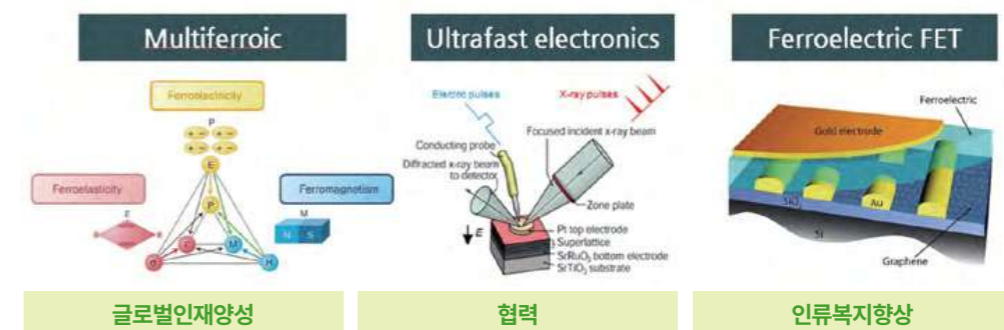 Multiferroic
Ultrafast electronics
Ferroelectric FET
Ferroelectricity
P
E
P
Ferroelasticity
Ferromagnetism
ε
M
N S
ε
M
σ
H
Electric pulses
X-ray pulses
Conducting probe
Focused incident x-ray beam
Diffracted x-ray beam
to detector
Zone plate
E
Pt top electrode
Superlattice
SrRuO₃ bottom electrode
SrTiO₃ substrate
Ferroelectric
Gold electrode
SiO₂
Au
Si
Graphene
글로벌인재양성
협력
인류복지향상